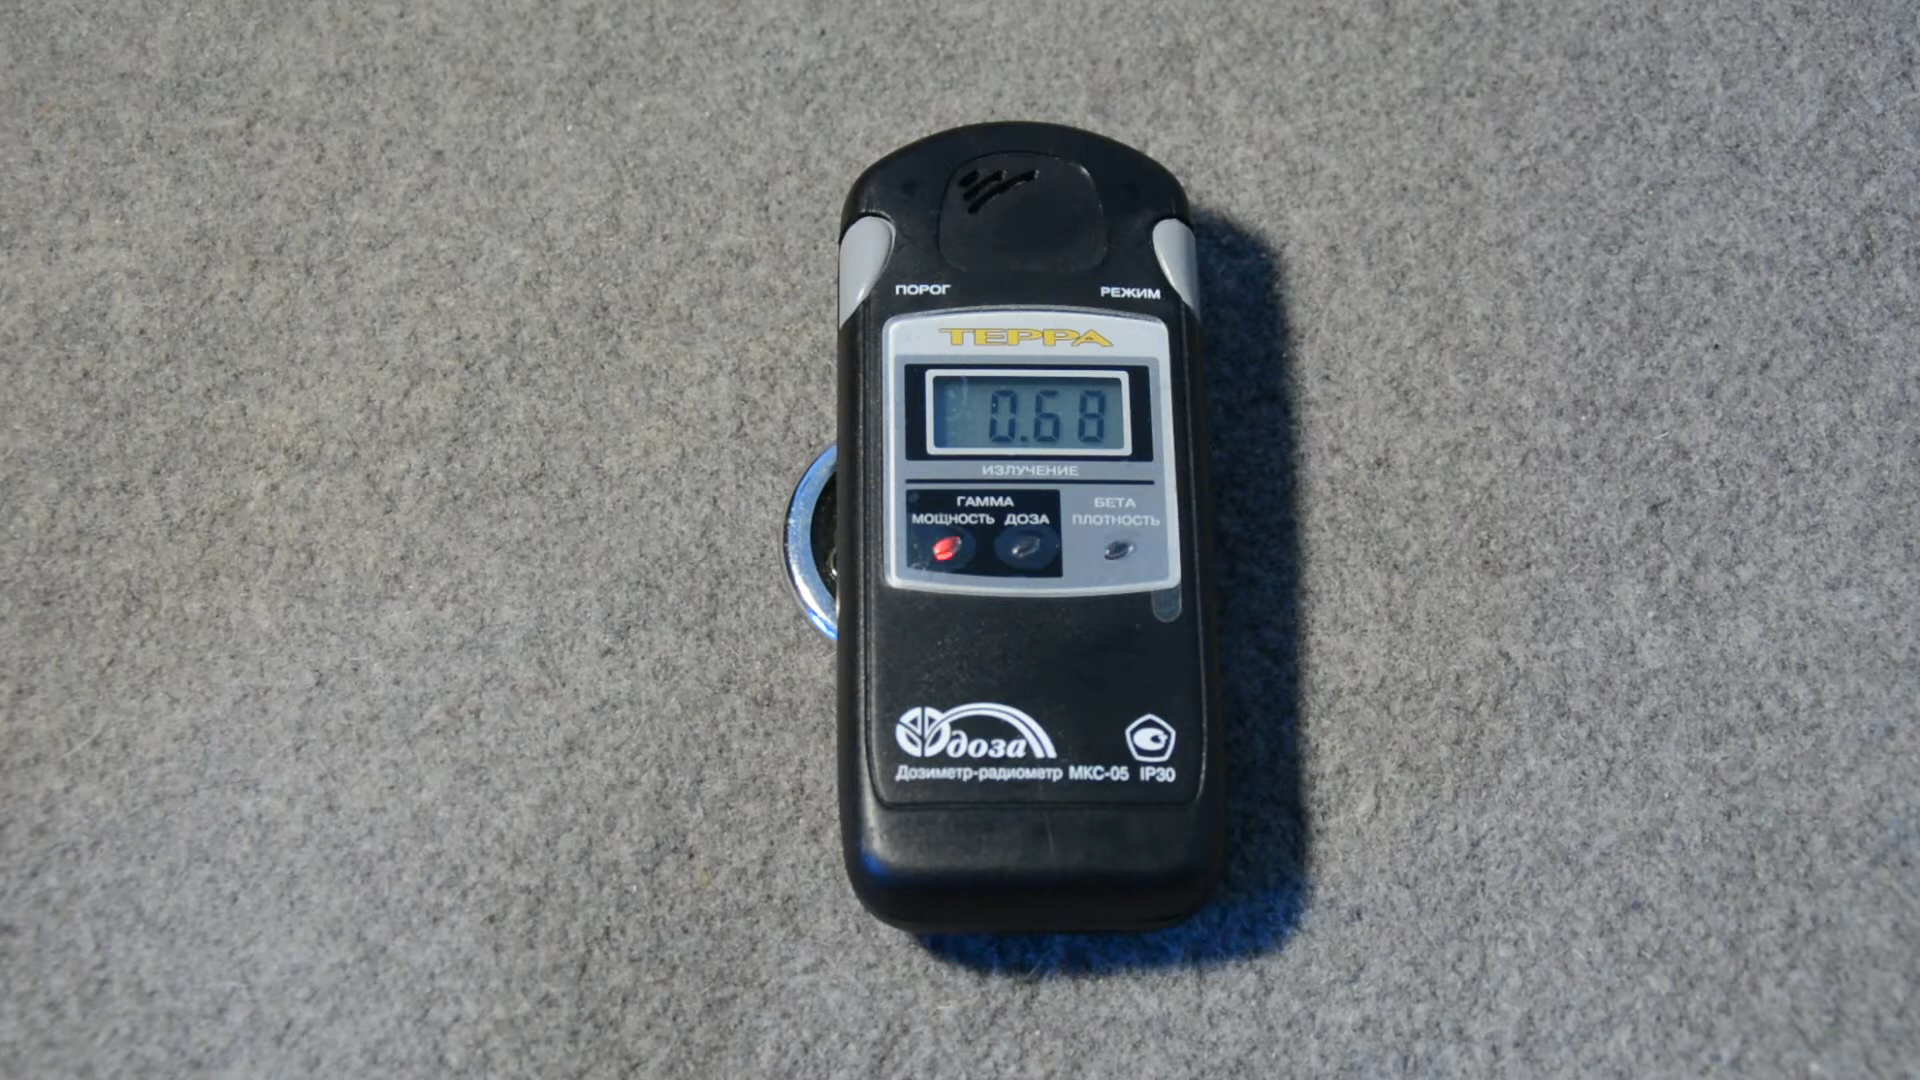 ПОРОГ РЕЖИМ
ТЕРРА
0.68
ИЗЛУЧЕНИЕ
ГАММА БЕТА
МОЩНОСТЬ ДОЗА ПЛОТНОСТЬ
доза
Дозиметр-радиометр МКС-05 IP30